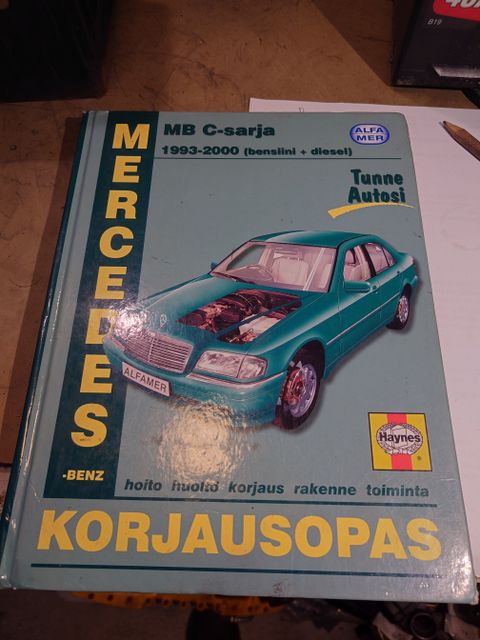 B19
MERCEDES
-BENZ
MB C-sarja
1993-2000 (bensiini + diesel)
ALFA
MER
Tunne
Autosi
ALFAMER
Haynes
®
hoito huolto korjaus rakenne toiminta
KORJAUSOPAS